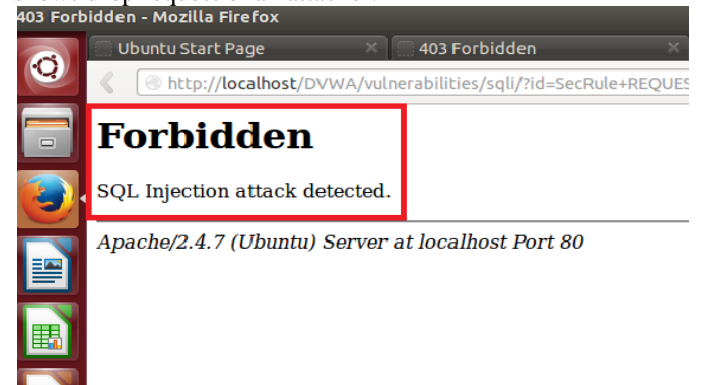 403 Forbidden - Mozilla Firefox
Ubuntu Start Page
403 Forbidden
http://localhost/DVWA/vulnerabilities/sqli/?id=SecRule+REQUES
Forbidden
SQL Injection attack detected.
Apache/2.4.7 (Ubuntu) Server at localhost Port 80